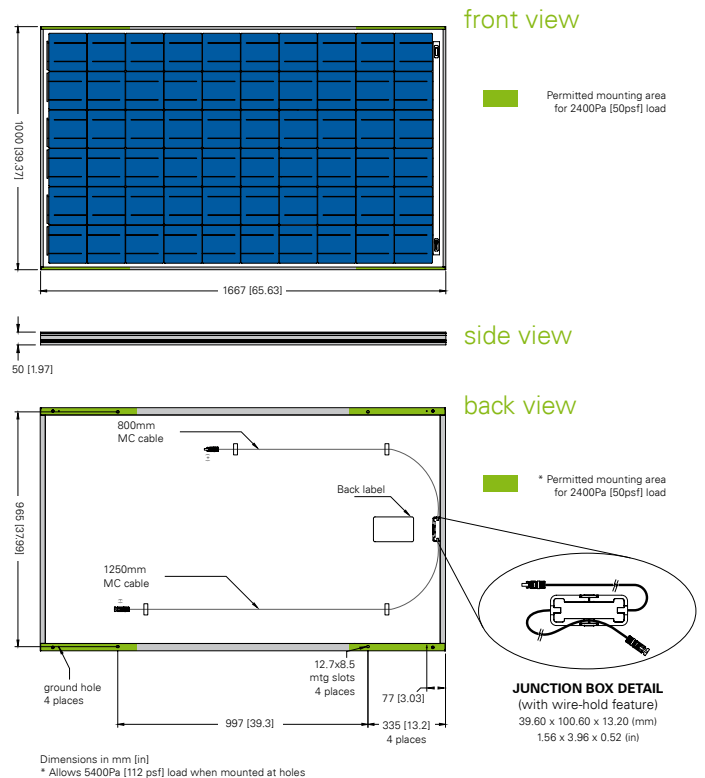 front view
Permitted mounting area
for 2400Pa [50psf] load
1000 [39.37]
1667 [65.63]
side view
50 [1.97]
back view
800mm
MC cable
* Permitted mounting area
for 2400Pa [50psf] load
Back label
965 [37.99]
1250mm
MC cable
12.7x8.5
mtg slots
4 places
ground hole
4 places
77 [3.03]
997 [39.3]
335 [13.2]
4 places
JUNCTION BOX DETAIL
(with wire-hold feature)
39.60 x 100.60 x 13.20 (mm)
1.56 x 3.96 x 0.52 (in)
Dimensions in mm [in]
* Allows 5400Pa [112 psf] load when mounted at holes